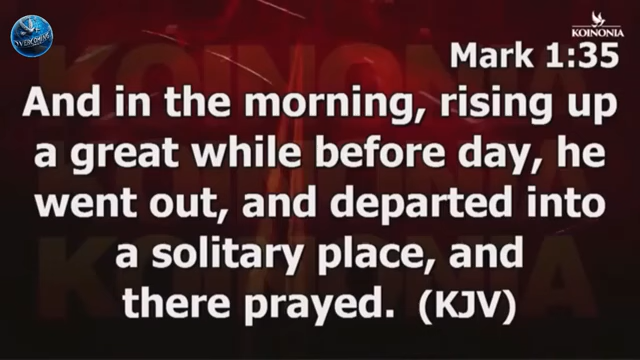 OVERCOMING
KOINONIA
Mark 1:35
And in the morning, rising up
a great while before day, he
went out, and departed into
a solitary place, and
there prayed. (KJV)